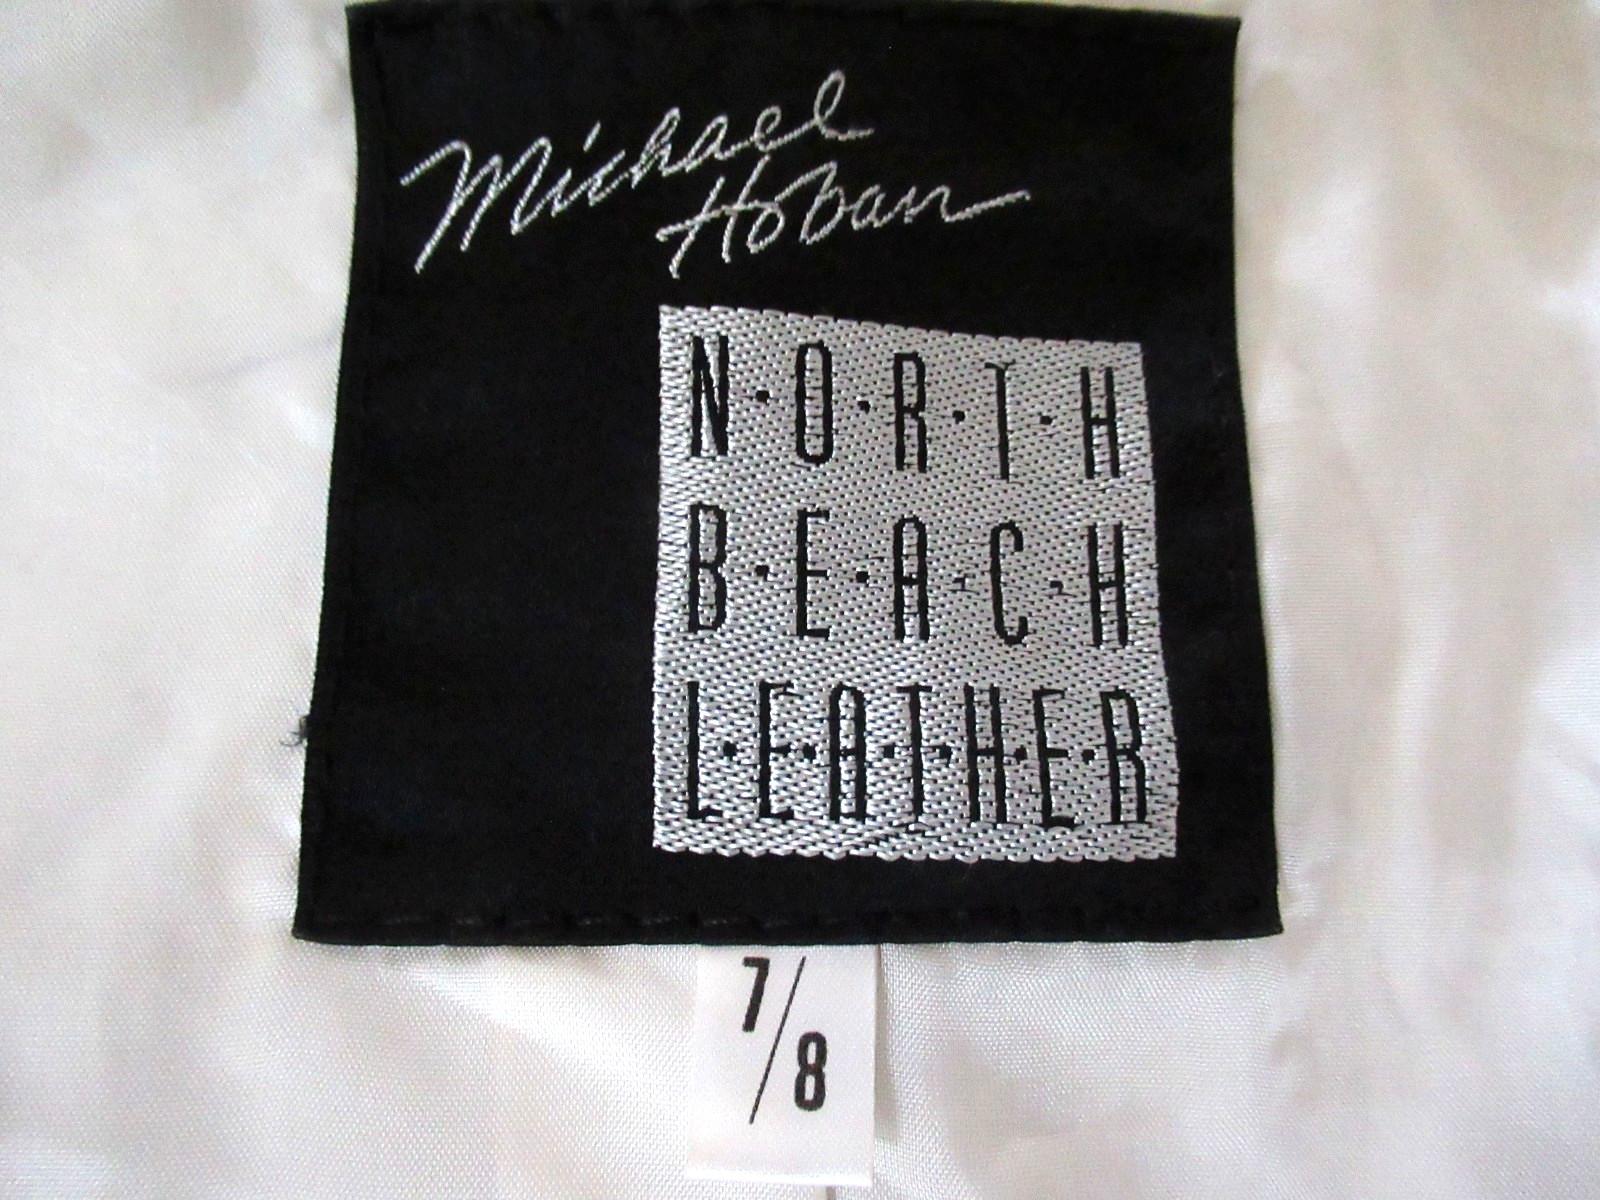 Michael
Hoban
N·O·R·T·H
B·E·A·C·H
L·E·A·T·H·E·R
7/8